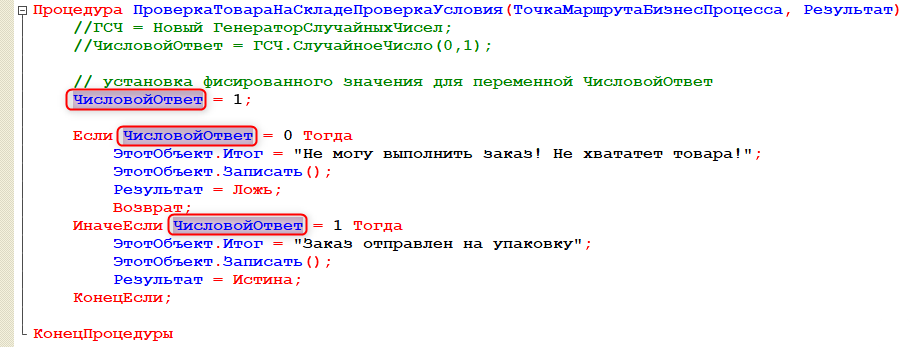 Процедура ПроверкаТовараНаСкладеПроверкаУсловия(ТочкаМаршрутаБизнесПроцесса, Результат)
//ГСЧ = Новый ГенераторСлучайныхЧисел;
//ЧисловойОтвет = ГСЧ.СлучайноеЧисло(0,1);
// установка фисированного значения для переменной ЧисловойОтвет
ЧисловойОтвет = 1;
Если ЧисловойОтвет = 0 Тогда
ЭтотОбъект.Итог = "Не могу выполнить заказ! Не хвататет товара!";
ЭтотОбъект.Записать();
Результат = Ложь;
Возврат;
ИначеЕсли ЧисловойОтвет = 1 Тогда
ЭтотОбъект.Итог = "Заказ отправлен на упаковку";
ЭтотОбъект.Записать();
Результат = Истина;
КонецЕсли;
КонецПроцедуры